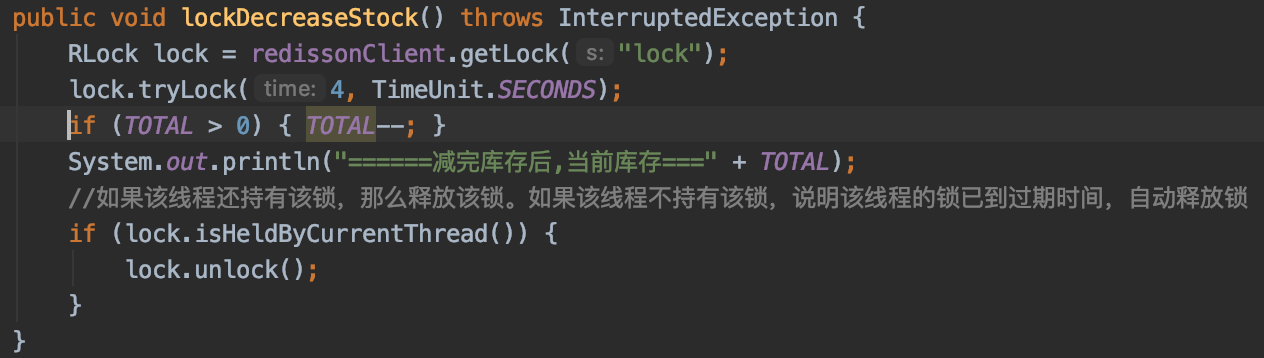 public void lockDecreaseStock() throws InterruptedException {
    RLock lock = redissonClient.getLock( s: "lock");
    lock.tryLock( time: 4, TimeUnit.SECONDS);
    if (TOTAL > 0) { TOTAL--; }
    System.out.println("======减完库存后,当前库存===" + TOTAL);
    //如果该线程还持有该锁，那么释放该锁。如果该线程不持有该锁，说明该线程的锁已到过期时间，自动释放锁
    if (lock.isHeldByCurrentThread()) {
        lock.unlock();
    }
}